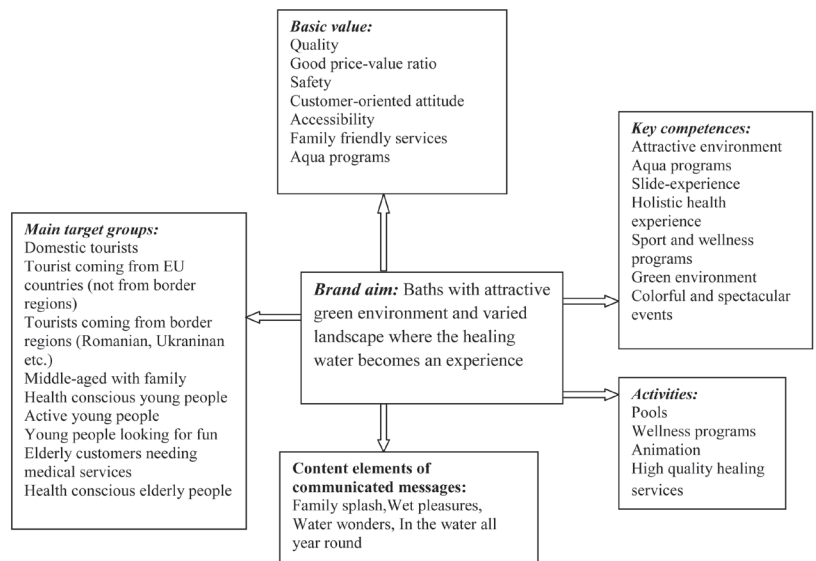 Basic value:
Quality
Good price-value ratio
Safety
Customer-oriented attitude
Accessibility
Family friendly services
Aqua programs
Key competences:
Attractive environment
Aqua programs
Slide-experience
Holistic health
experience
Sport and wellness
programs
Green environment
Colorful and spectacular
events
Main target groups:
Domestic tourists
Tourist coming from EU
countries (not from border
regions)
Tourists coming from border
regions (Romanian, Ukraninan
etc.)
Middle-aged with family
Health conscious young people
Active young people
Young people looking for fun
Elderly customers needing
medical services
Health conscious elderly people
Brand aim: Baths with attractive
green environment and varied
landscape where the healing
water becomes an experience
Activities:
Pools
Wellness programs
Animation
High quality healing
services
Content elements of
communicated messages:
Family splash,Wet pleasures,
Water wonders, In the water all
year round